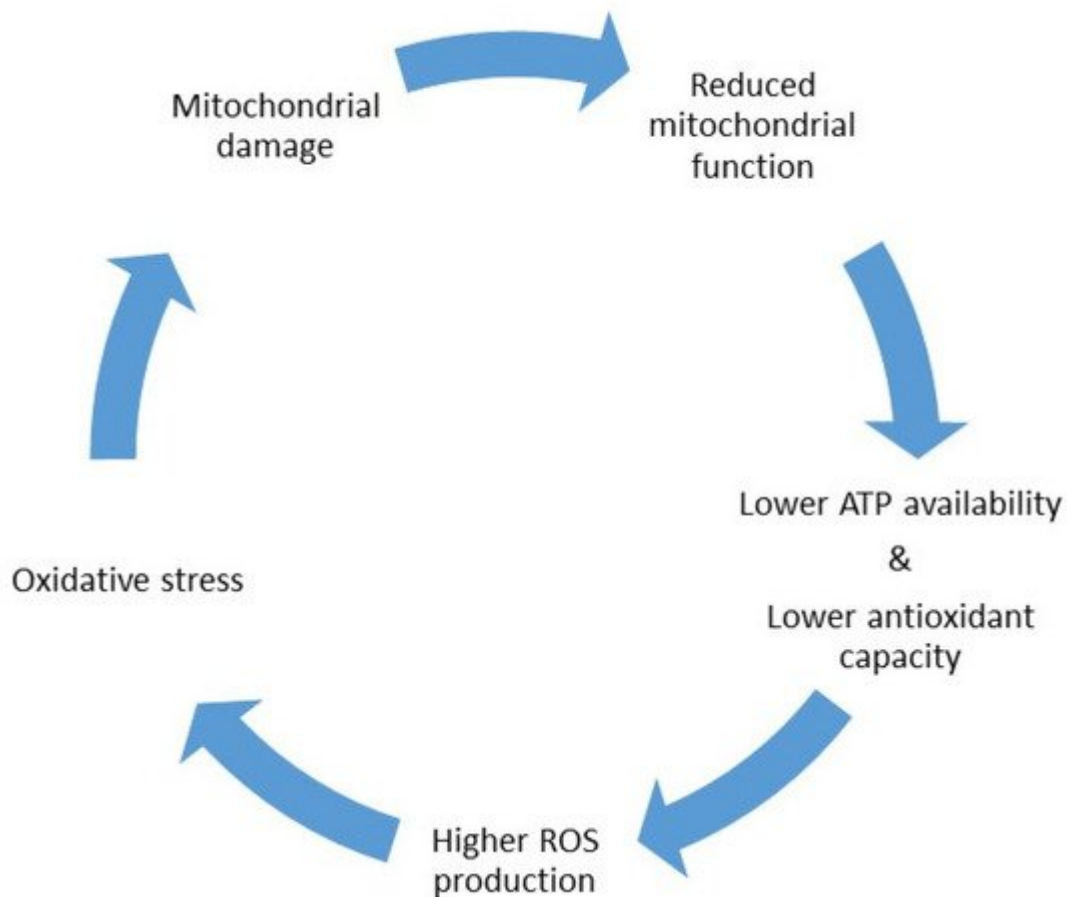 Mitochondrial
damage
Reduced
mitochondrial
function
Lower ATP availability
&
Lower antioxidant
capacity
Higher ROS
production
Oxidative stress